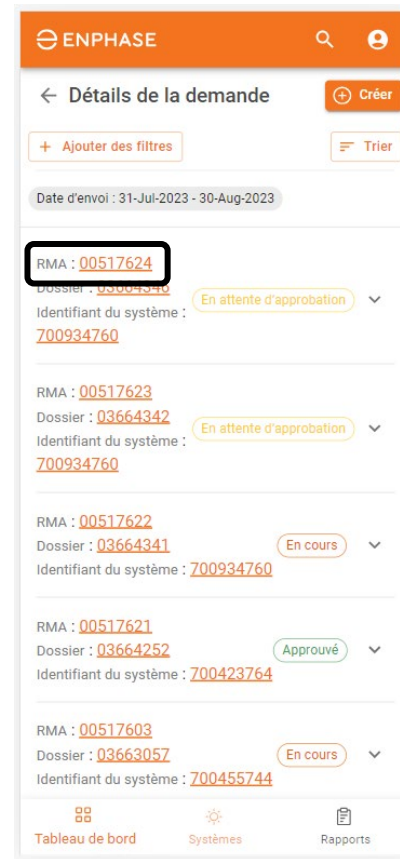 ENPHASE
← Détails de la demande
Créer
+ Ajouter des filtres
Trier
Date d'envoi : 31-Jul-2023 - 30-Aug-2023
RMA : 00517624
Dossier : 03664346
En attente d'approbation
Identifiant du système :
700934760
RMA : 00517623
Dossier : 03664342
En attente d'approbation
Identifiant du système :
700934760
RMA : 00517622
Dossier : 03664341
En cours
Identifiant du système : 700934760
RMA : 00517621
Dossier : 03664252
Approuvé
Identifiant du système : 700423764
RMA : 00517603
Dossier : 03663057
En cours
Identifiant du système : 700455744
Tableau de bord
Systèmes
Rapports